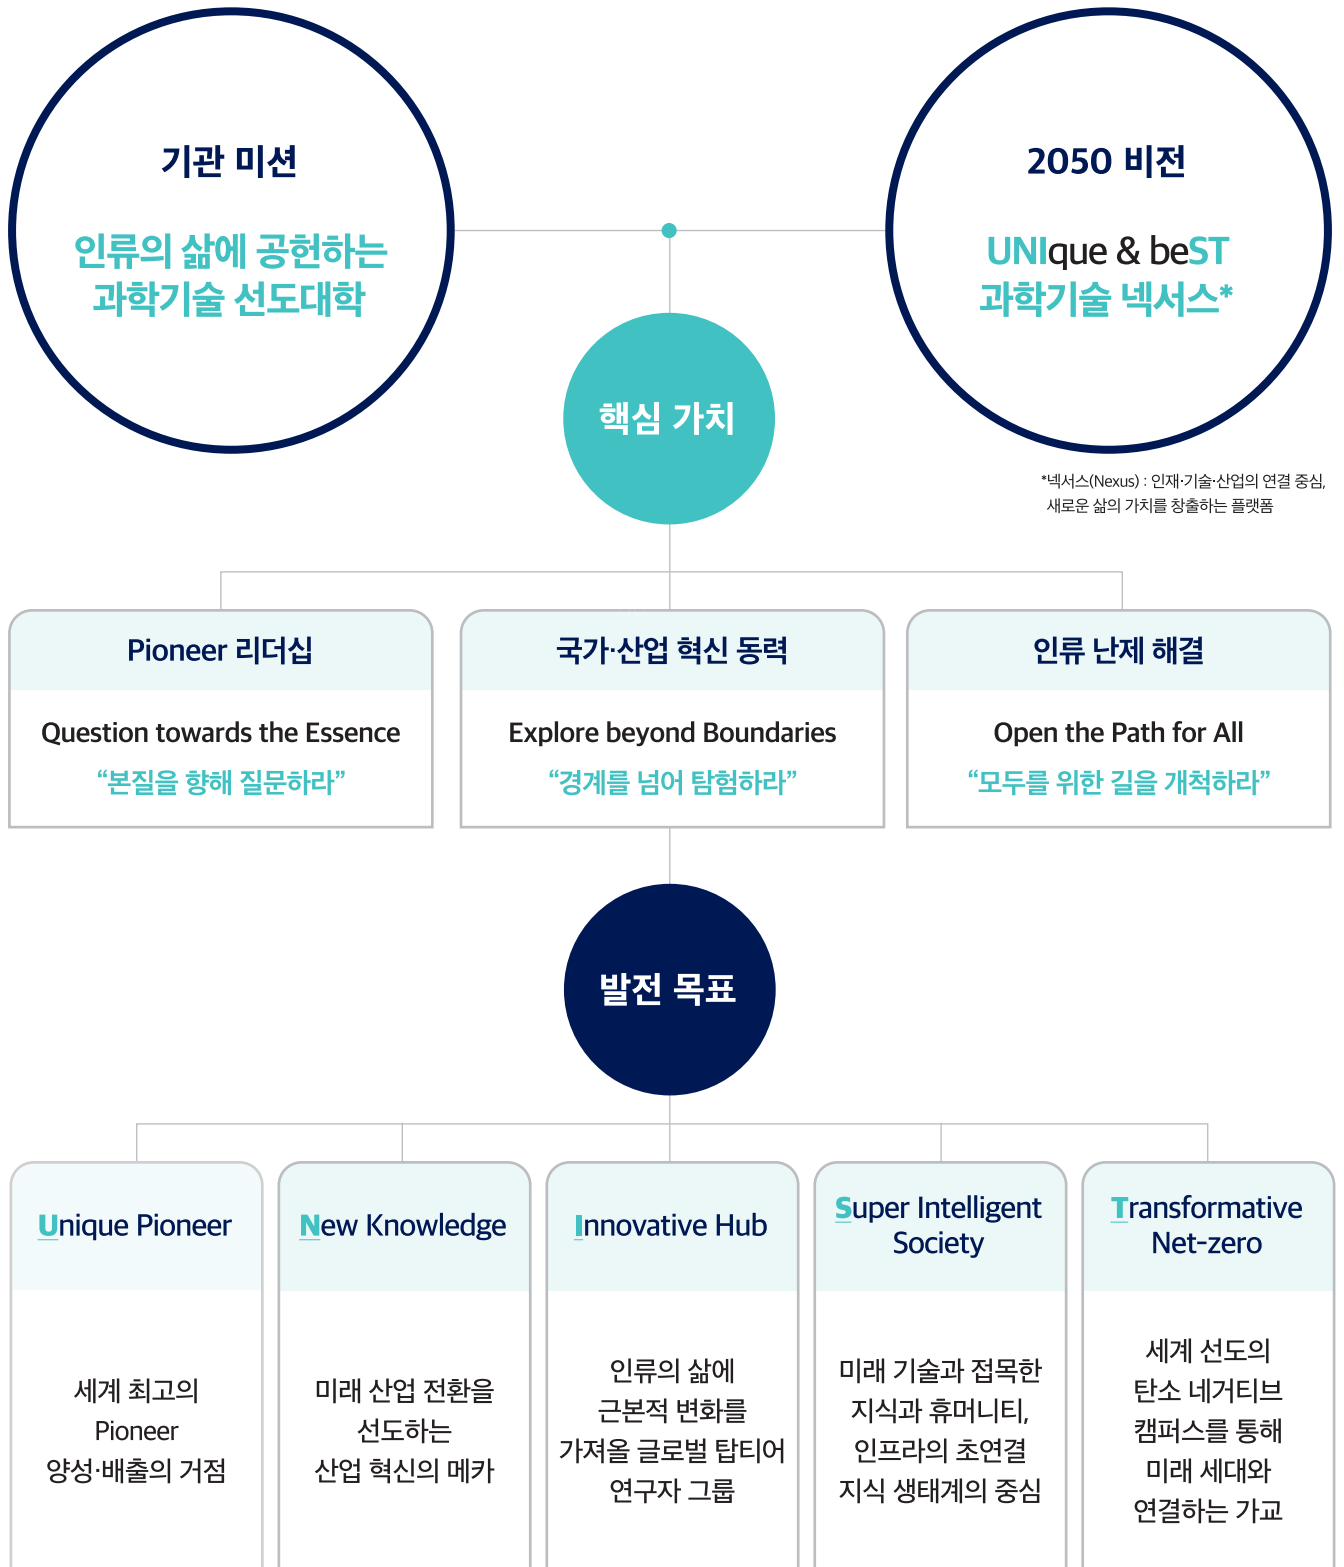 기관 미션
인류의 삶에 공헌하는
과학기술 선도대학
2050 비전
UNIque & beST
과학기술 넥서스*
핵심 가치
*넥서스(Nexus) : 인재·기술·산업의 연결 중심,
새로운 삶의 가치를 창출하는 플랫폼
Pioneer 리더십
Question towards the Essence
“본질을 향해 질문하라”
국가·산업 혁신 동력
Explore beyond Boundaries
“경계를 넘어 탐험하라”
인류 난제 해결
Open the Path for All
“모두를 위한 길을 개척하라”
발전 목표
Unique Pioneer
세계 최고의
Pioneer
양성·배출의 거점
New Knowledge
미래 산업 전환을
선도하는
산업 혁신의 메카
Innovative Hub
인류의 삶에
근본적 변화를
가져올 글로벌 탑티어
연구자 그룹
Super Intelligent
Society
미래 기술과 접목한
지식과 휴머니티,
인프라의 초연결
지식 생태계의 중심
Transformative
Net-zero
세계 선도의
탄소 네거티브
캠퍼스를 통해
미래 세대와
연결하는 가교